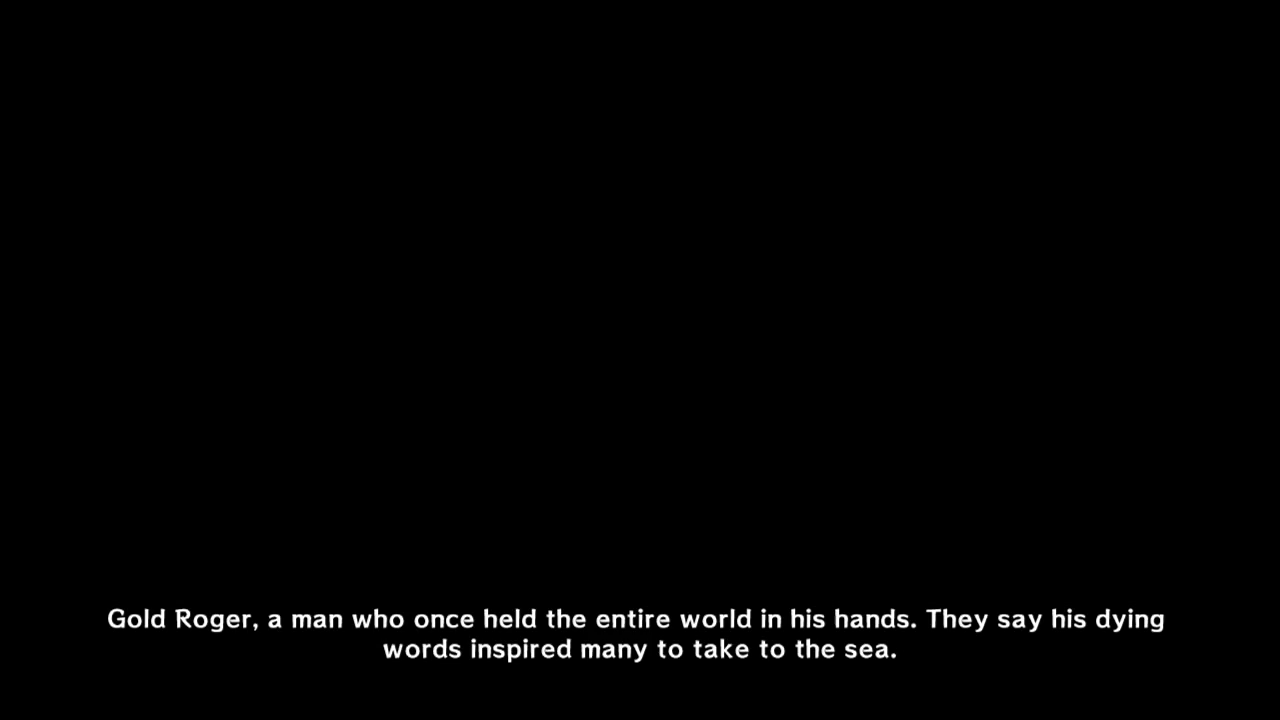 Gold Roger, a man who once held the entire world in his hands. They say his dying
words inspired many to take to the sea.